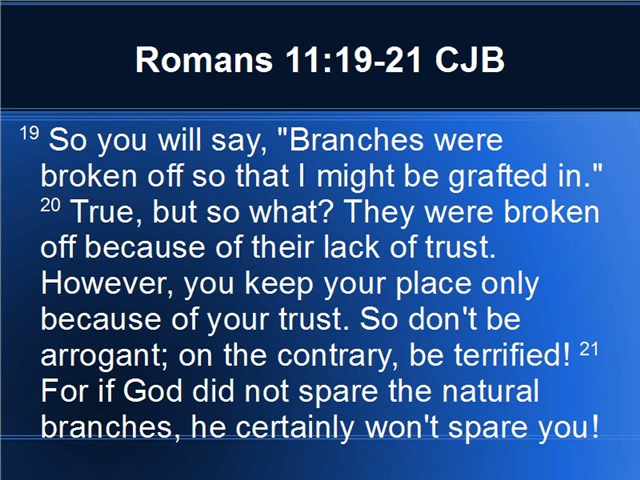 Romans 11:19-21 CJB
19 So you will say, "Branches were
broken off so that I might be grafted in."
20 True, but so what? They were broken
off because of their lack of trust.
However, you keep your place only
because of your trust. So don't be
arrogant; on the contrary, be terrified! 21
For if God did not spare the natural
branches, he certainly won't spare you!